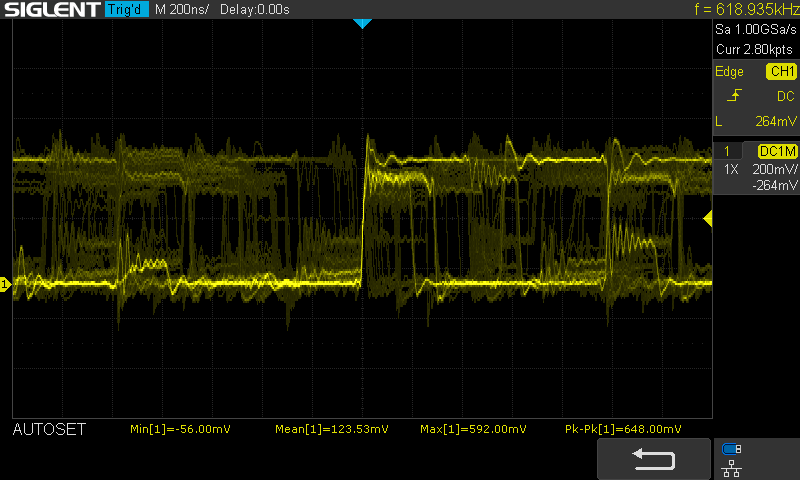 SIGLENT Trig'd M 200ns/ Delay:0.00s f = 618.935kHz
Sa 1.00GSa/s
Curr 2.80kpts
Edge CH1
DC
L 264mV
1 DC1M
1X 200mV/
-264mV
1
AUTOSET Min[1]=-56.00mV Mean[1]=123.53mV Max[1]=592.00mV Pk-Pk[1]=648.00mV